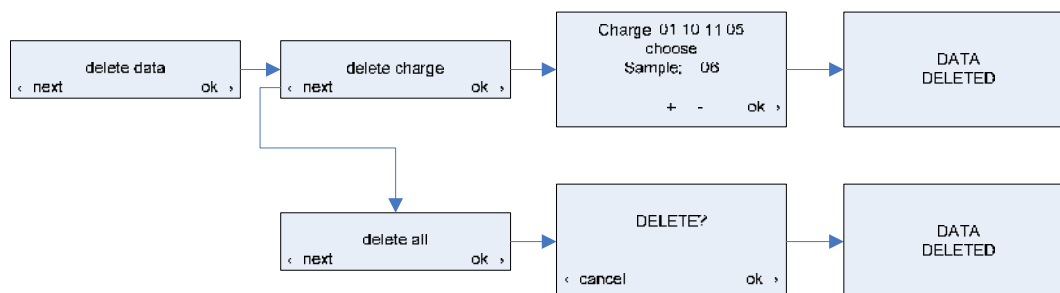 delete data
‹ next ok ›
delete charge
‹ next ok ›
Charge 01 10 11 05
choose
Sample: 06
+ - ok ›
DATA
DELETED
delete all
‹ next ok ›
DELETE?
‹ cancel ok ›
DATA
DELETED